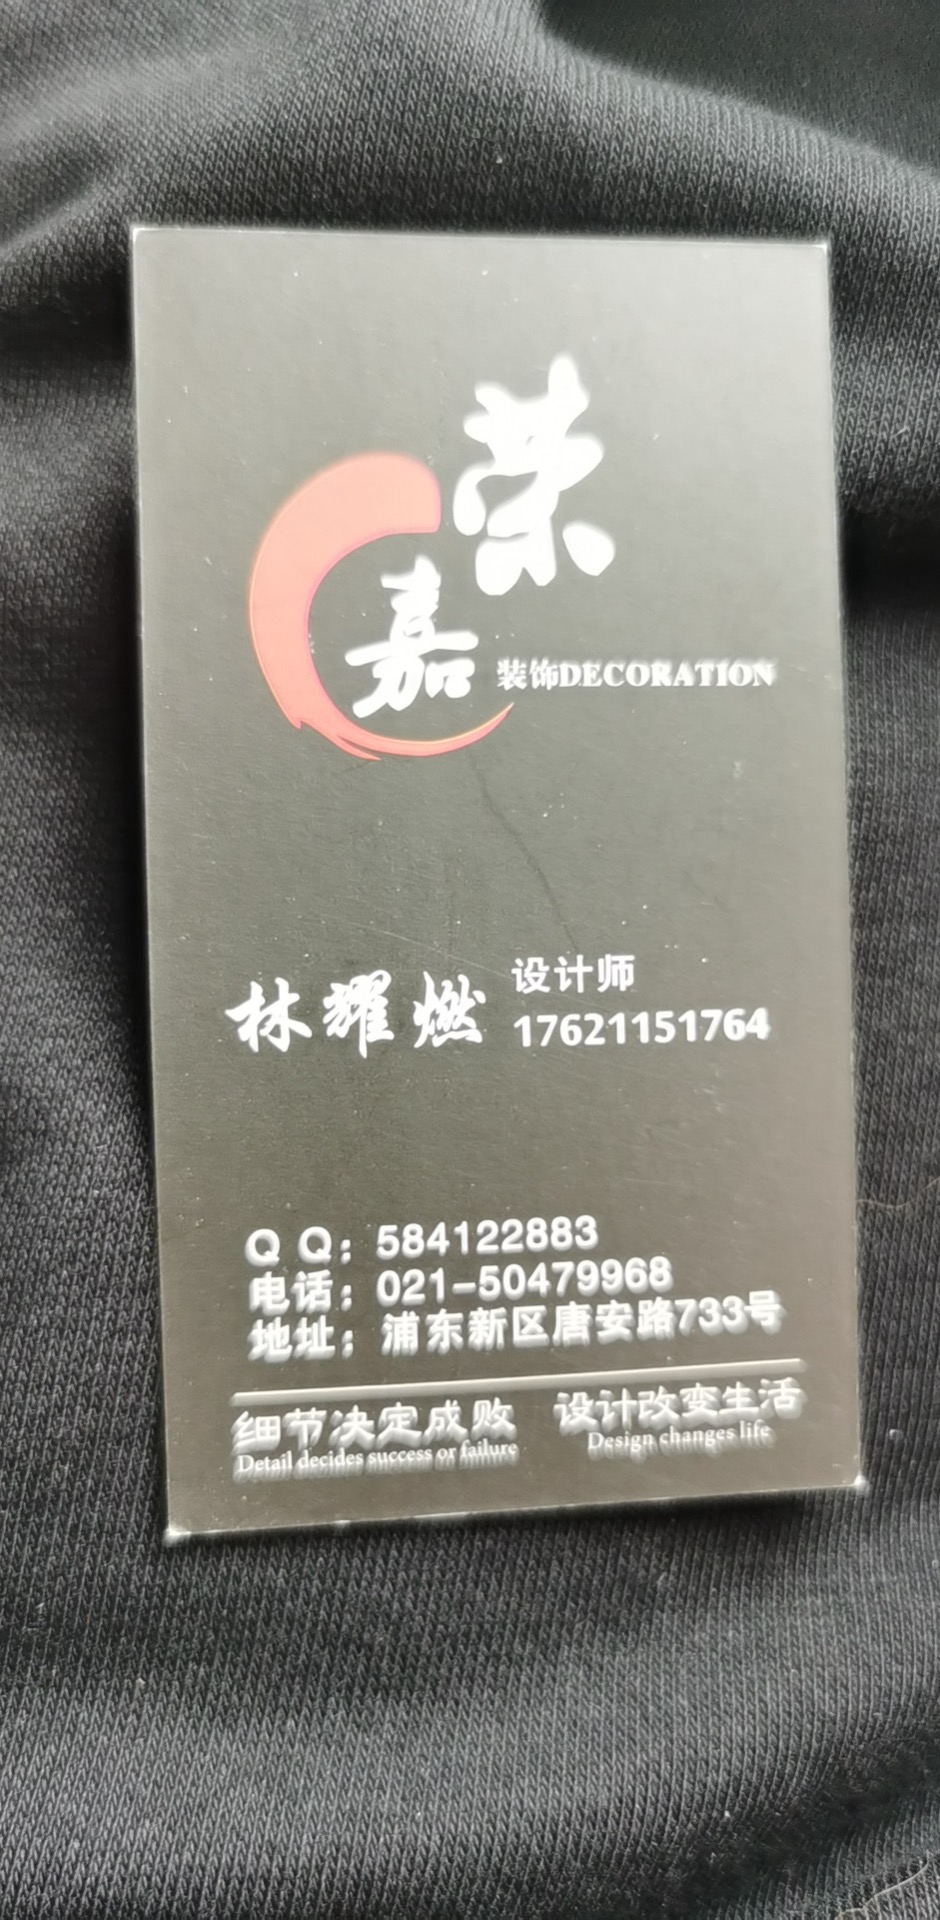 荣
嘉 装饰DECORATION
林耀燃 设计师
17621151764
QQ：584122883
电话：021-50479968
地址：浦东新区唐安路733号
细节决定成败 设计改变生活
Detail decides success or failure Design changes life